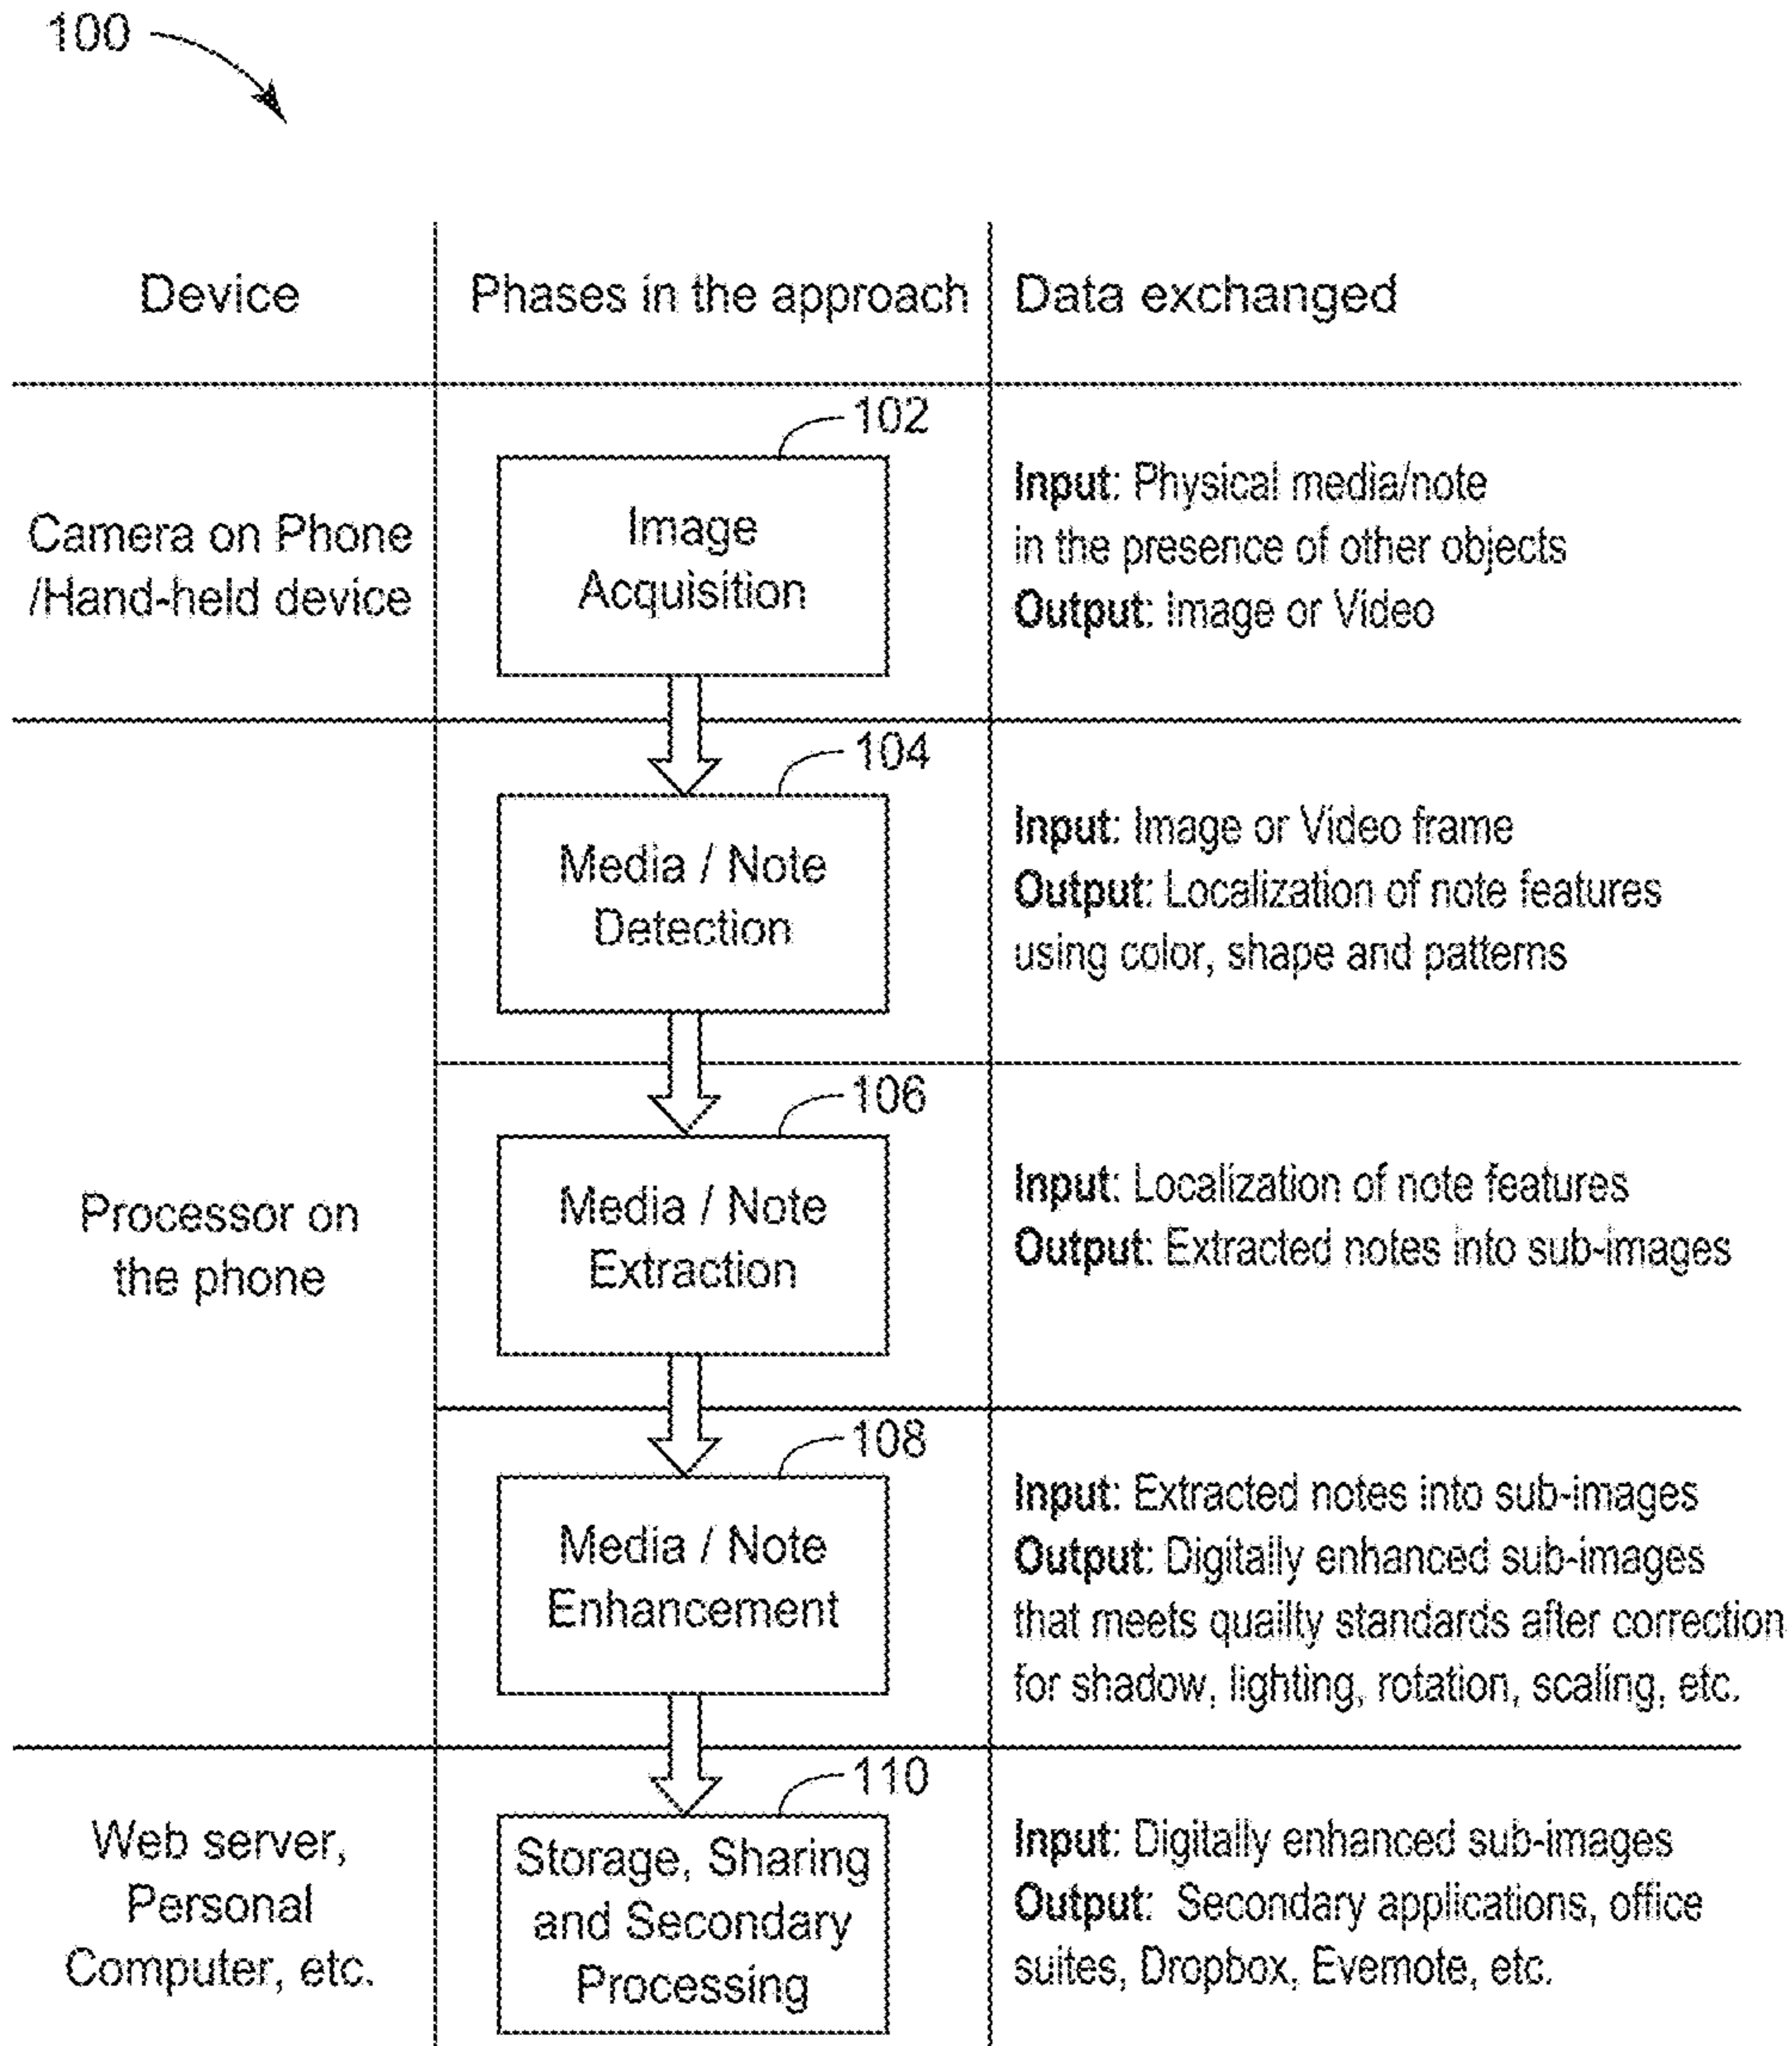 100
Device
Phases in the approach
Data exchanged
102
Camera on Phone
/Hand-held device
Image
Acquisition
Input: Physical media/note
in the presence of other objects
Output: Image or Video
104
Media / Note
Detection
Input: Image or Video frame
Output: Localization of note features
using color, shape and patterns
Processor on
the phone
106
Media / Note
Extraction
Input: Localization of note features
Output: Extracted notes into sub-images
108
Media / Note
Enhancement
Input: Extracted notes into sub-images
Output: Digitally enhanced sub-images
that meets quailty standards after correction
for shadow, lighting, rotation, scaling, etc.
110
Web server,
Personal
Computer, etc.
Storage, Sharing
and Secondary
Processing
Input: Digitally enhanced sub-images
Output: Secondary applications, office
suites, Dropbox, Evernote, etc.